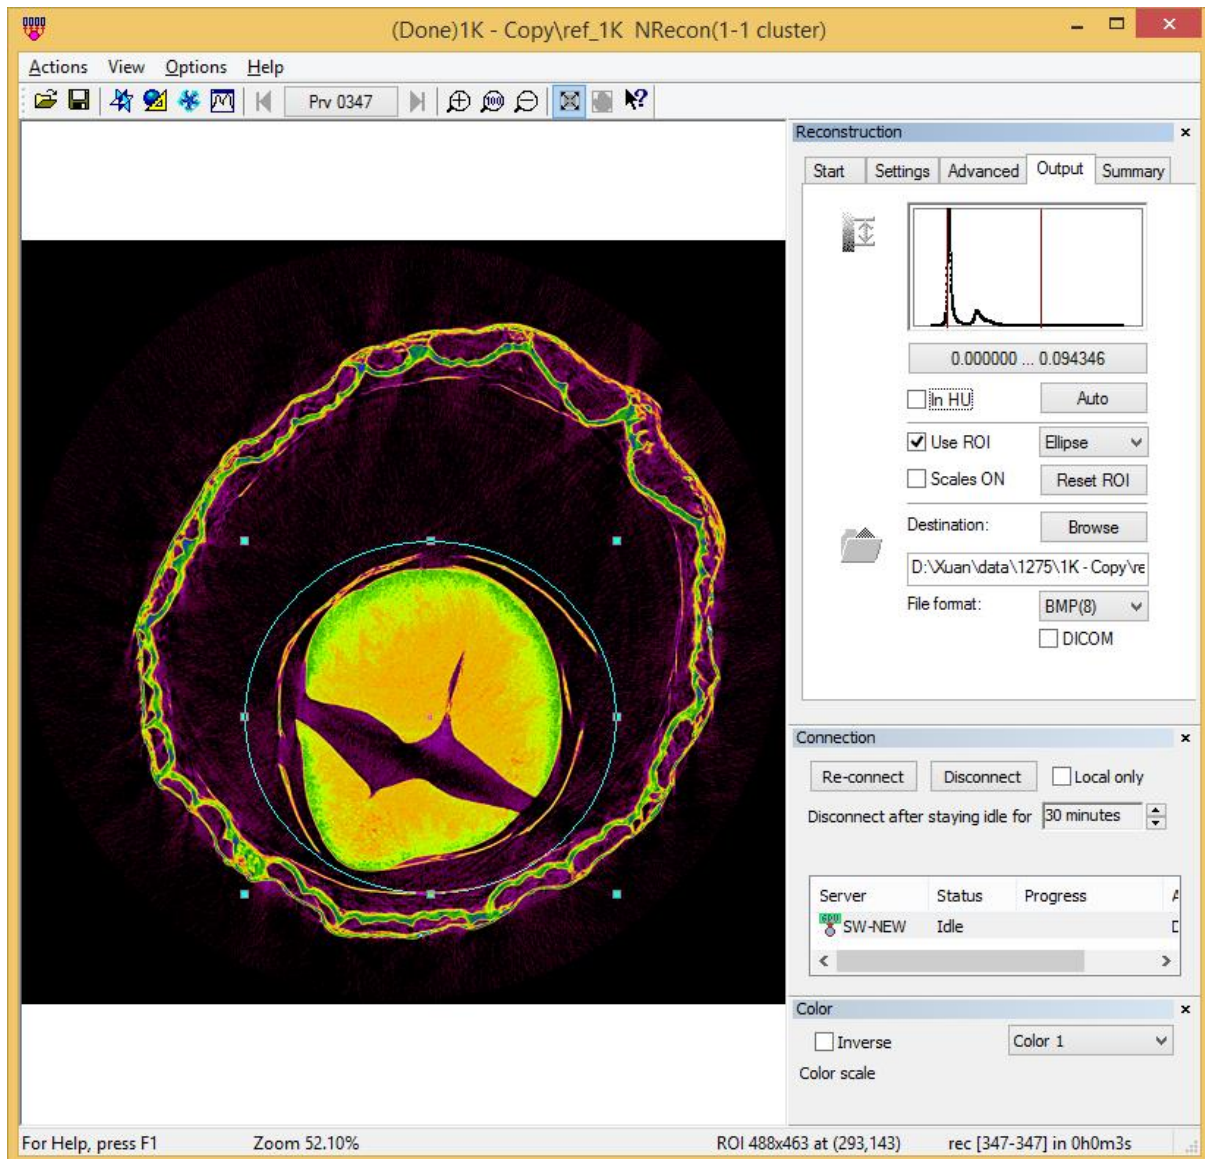 (Done)1K - Copy\ref_1K NRecon(1-1 cluster)
Actions View Options Help
Prv 0347
100
Reconstruction
Start Settings Advanced Output Summary
0.000000 ... 0.094346
In HU
Auto
Use ROI
Ellipse
Scales ON
Reset ROI
Destination:
Browse
D:\Xuan\data\1275\1K - Copy\re
File format:
BMP(8)
DICOM
Connection
Re-connect
Disconnect
Local only
Disconnect after staying idle for 30 minutes
Server Status Progress A
GPU
SW-NEW Idle
Color
Inverse
Color 1
Color scale
For Help, press F1 Zoom 52.10% ROI 488x463 at (293,143) rec [347-347] in 0h0m3s